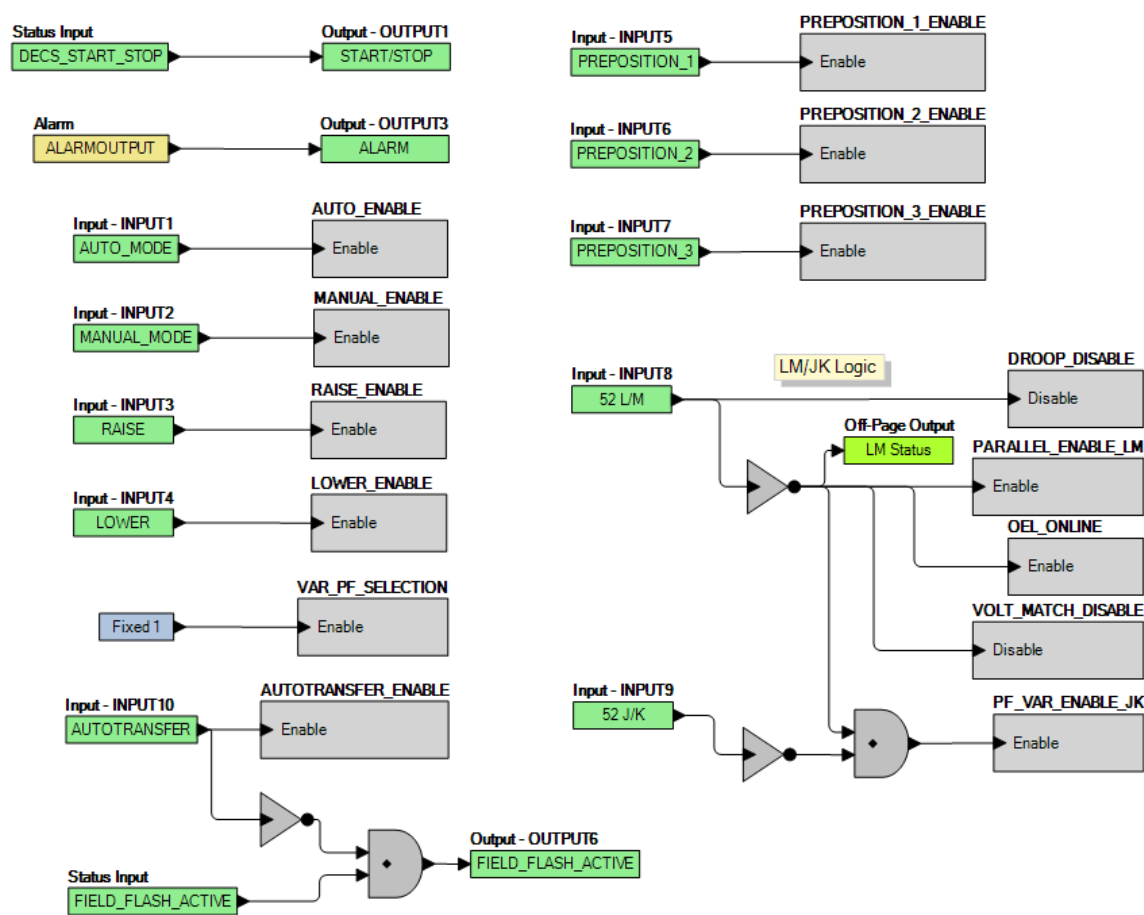 Status Input
DECS_START_STOP
Output - OUTPUT1
START/STOP
Alarm
ALARMOUTPUT
Output - OUTPUT3
ALARM
Input - INPUT1
AUTO_MODE
AUTO_ENABLE
Enable
Input - INPUT2
MANUAL_MODE
MANUAL_ENABLE
Enable
Input - INPUT3
RAISE
RAISE_ENABLE
Enable
Input - INPUT4
LOWER
LOWER_ENABLE
Enable
Fixed 1
VAR_PF_SELECTION
Enable
Input - INPUT10
AUTOTRANSFER
AUTOTRANSFER_ENABLE
Enable
Status Input
FIELD_FLASH_ACTIVE
Output - OUTPUT6
FIELD_FLASH_ACTIVE
Input - INPUT5
PREPOSITION_1
PREPOSITION_1_ENABLE
Enable
Input - INPUT6
PREPOSITION_2
PREPOSITION_2_ENABLE
Enable
Input - INPUT7
PREPOSITION_3
PREPOSITION_3_ENABLE
Enable
LM/JK Logic
Input - INPUT8
52 L/M
DROOP_DISABLE
Disable
Off-Page Output
LM Status
PARALLEL_ENABLE_LM
Enable
OEL_ONLINE
Enable
VOLT_MATCH_DISABLE
Disable
Input - INPUT9
52 J/K
PF_VAR_ENABLE_JK
Enable